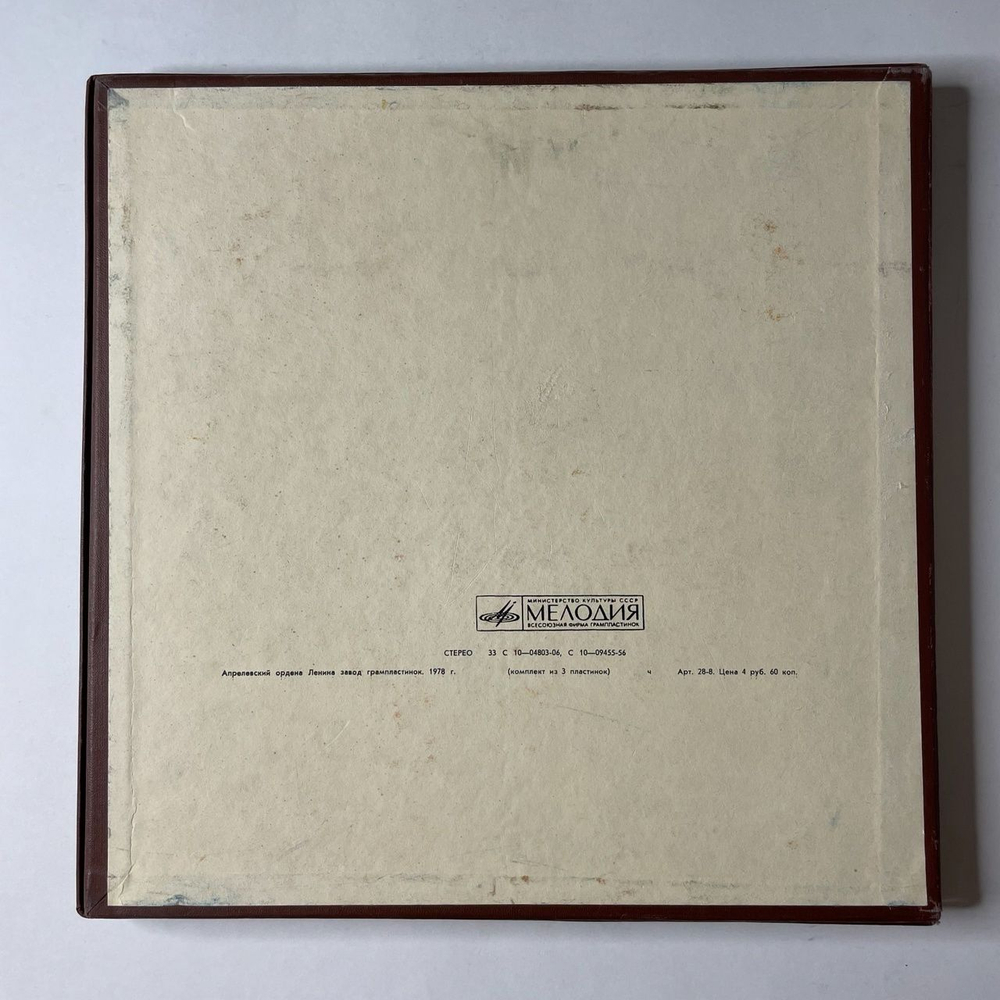 МИНИСТЕРСТВО КУЛЬТУРЫ СССР
МЕЛОДИЯ
ВСЕСОЮЗНАЯ ФИРМА ГРАМПЛАСТИНОК
СТЕРЕО 33 С 10—04803-06, С 10—09455-56
Апрелевский ордена Ленина завод грампластинок. 1978 г. (комплект из 3 пластинок) ч Арт. 28-8. Цена 4 руб. 60 коп.